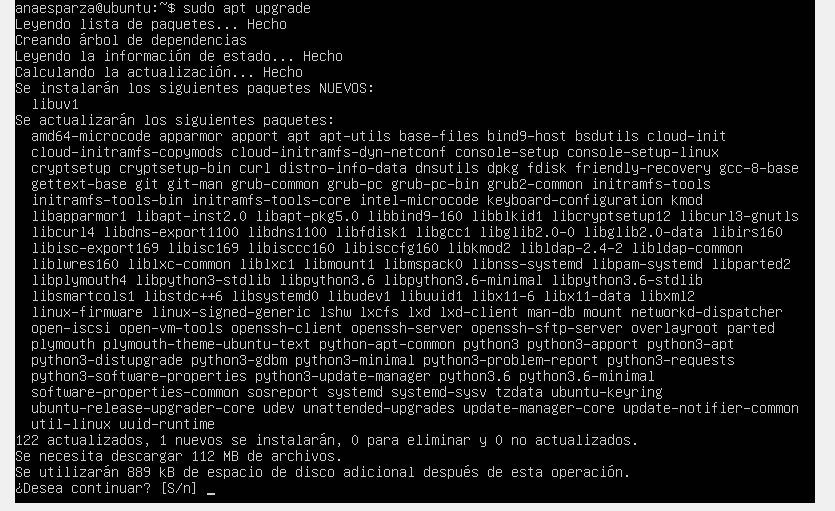 anaesparza@ubuntu:~$ sudo apt upgrade
Leyendo lista de paquetes... Hecho
Creando árbol de dependencias
Leyendo la información de estado... Hecho
Calculando la actualización... Hecho
Se instalarán los siguientes paquetes NUEVOS:
  libuv1
Se actualizarán los siguientes paquetes:
  amd64-microcode apparmor apport apt apt-utils base-files bind9-host bsdutils cloud-init
  cloud-initramfs-copymods cloud-initramfs-dyn-netconf console-setup console-setup-linux
  cryptsetup cryptsetup-bin curl distro-info-data dnsutils dpkg fdisk friendly-recovery gcc-8-base
  gettext-base git git-man grub-common grub-pc grub-pc-bin grub2-common initramfs-tools
  initramfs-tools-bin initramfs-tools-core intel-microcode keyboard-configuration kmod
  libapparmor1 libapt-inst2.0 libapt-pkg5.0 libbind9-160 libblkid1 libcryptsetup12 libcurl3-gnutls
  libcurl4 libdns-export1100 libdns1100 libfdisk1 libgcc1 libglib2.0-0 libglib2.0-data libirs160
  libisc-export169 libisc169 libisccc160 libisccfg160 libkmod2 libldap-2.4-2 libldap-common
  liblwres160 liblxc-common liblxc1 libmount1 libmspack0 libnss-systemd libpam-systemd libparted2
  libplymouth4 libpython3-stdlib libpython3.6 libpython3.6-minimal libpython3.6-stdlib
  libsmartcols1 libstdc++6 libsystemd0 libudev1 libuuid1 libx11-6 libx11-data libxml2
  linux-firmware linux-signed-generic lshw lxcfs lxd lxd-client man-db mount networkd-dispatcher
  open-iscsi open-vm-tools openssh-client openssh-server openssh-sftp-server overlayroot parted
  plymouth plymouth-theme-ubuntu-text python-apt-common python3 python3-apport python3-apt
  python3-distupgrade python3-gdbm python3-minimal python3-problem-report python3-requests
  python3-software-properties python3-update-manager python3.6 python3.6-minimal
  software-properties-common sosreport systemd systemd-sysv tzdata ubuntu-keyring
  ubuntu-release-upgrader-core udev unattended-upgrades update-manager-core update-notifier-common
  util-linux uuid-runtime
122 actualizados, 1 nuevos se instalarán, 0 para eliminar y 0 no actualizados.
Se necesita descargar 112 MB de archivos.
Se utilizarán 889 kB de espacio de disco adicional después de esta operación.
¿Desea continuar? [S/n] _